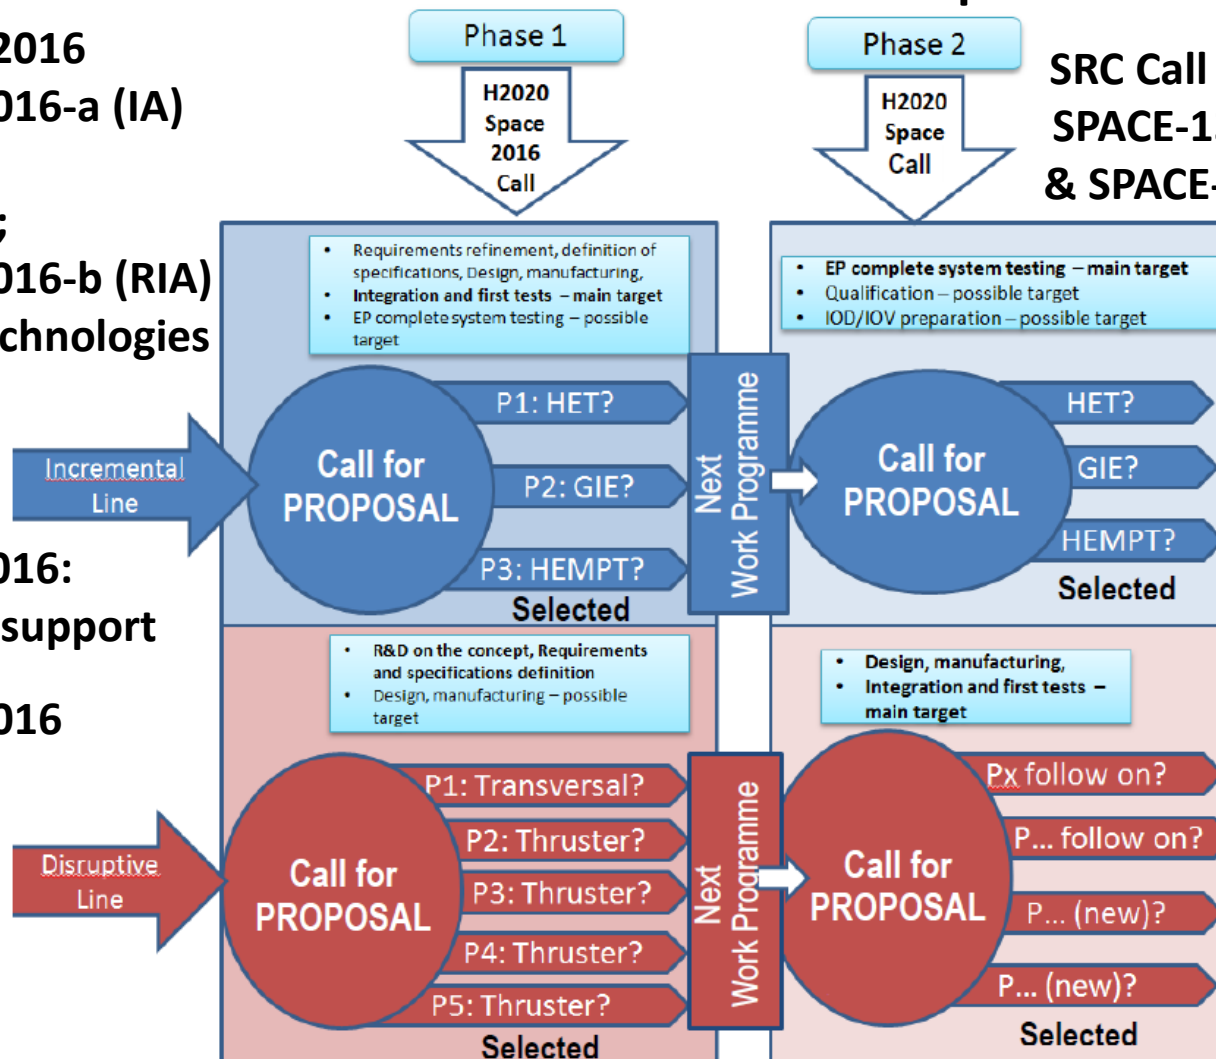 2016
016-a (IA)
;
016-b (RIA)
echnologies
016:
support
016
Phase 1
H2020
Space
2016
Call
Phase 2
H2020
Space
Call
SRC Call
SPACE-1
& SPACE-
• Requirements refinement, definition of
specifications, Design, manufacturing,
• Integration and first tests – main target
• EP complete system testing – possible
target
• EP complete system testing – main target
• Qualification – possible target
• IOD/IOV preparation – possible target
Incremental
Line
Call for
PROPOSAL
P1: HET?
P2: GIE?
P3: HEMPT?
Selected
Next
Work Programme
Call for
PROPOSAL
HET?
GIE?
HEMPT?
Selected
• R&D on the concept, Requirements
and specifications definition
• Design, manufacturing – possible
target
• Design, manufacturing,
• Integration and first tests –
main target
Disruptive
Line
Call for
PROPOSAL
P1: Transversal?
P2: Thruster?
P3: Thruster?
P4: Thruster?
P5: Thruster?
Selected
Next
Work Programme
Call for
PROPOSAL
Px follow on?
P... follow on?
P... (new)?
P... (new)?
Selected